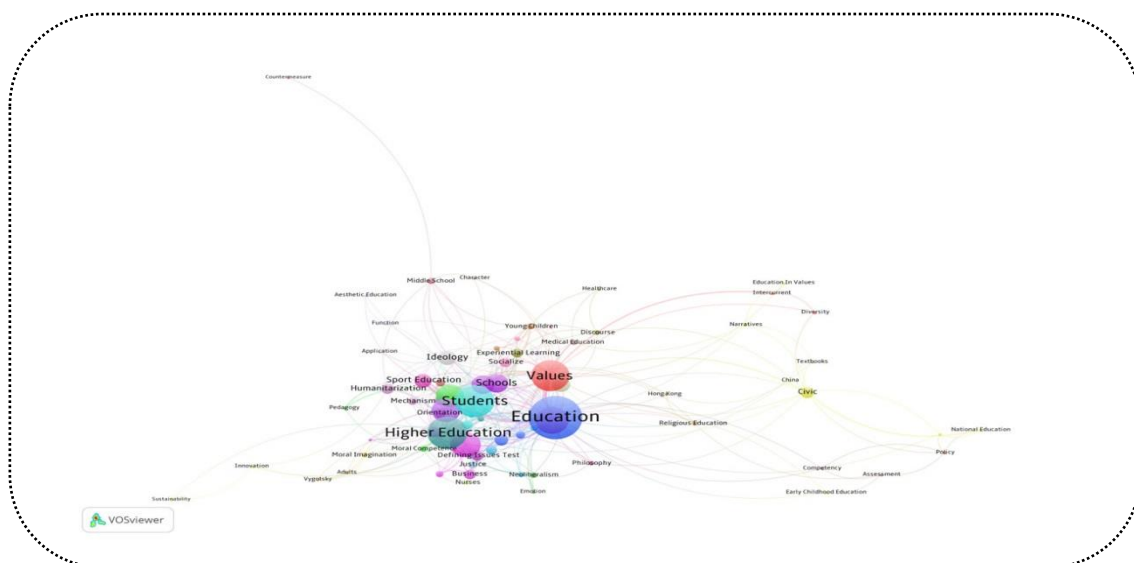 Countermeasure
Middle School
Character
Education In Values
Healthcare
Intercurrent
Aesthetic Education
Diversity
Function
Young Children
Narratives
Discourse
Medical Education
Application
Ideology
Experiential Learning
Socialize
Textbooks
Values
Sport Education
Schools
China
Humanitarization
Civic
Hong Kong
Mechanism
Students
Pedagogy
Orientation
Education
Religious Education
National Education
Higher Education
Moral Competence
Policy
Moral Imagination
Defining Issues Test
Innovation
Justice
Philosophy
Competency
Adults
Business
Neoliberalism
Assessment
Vygotsky
Nurses
Emotion
Early Childhood Education
Sustainability
VOSviewer